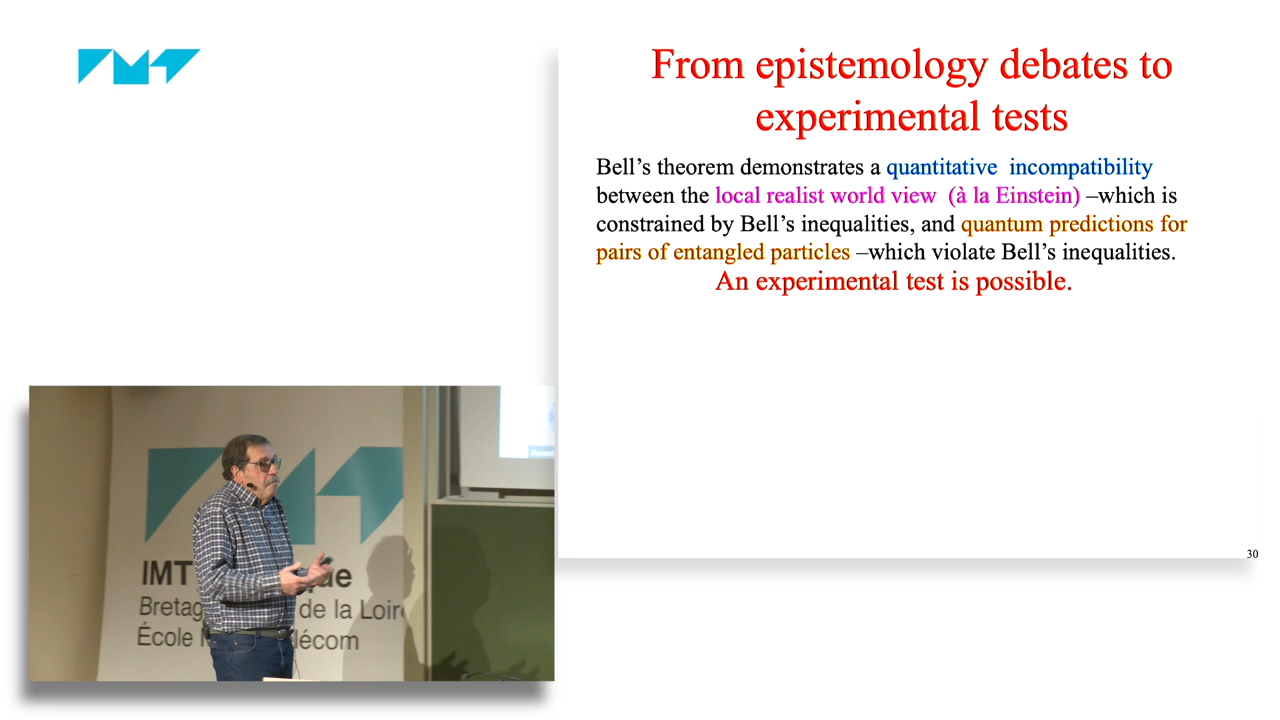 From epistemology debates to
experimental tests
Bell’s theorem demonstrates a quantitative incompatibility
between the local realist world view (à la Einstein) –which is
constrained by Bell’s inequalities, and quantum predictions for
pairs of entangled particles –which violate Bell’s inequalities.
An experimental test is possible.
30
IMT
Bretag de la Loire
École lécom